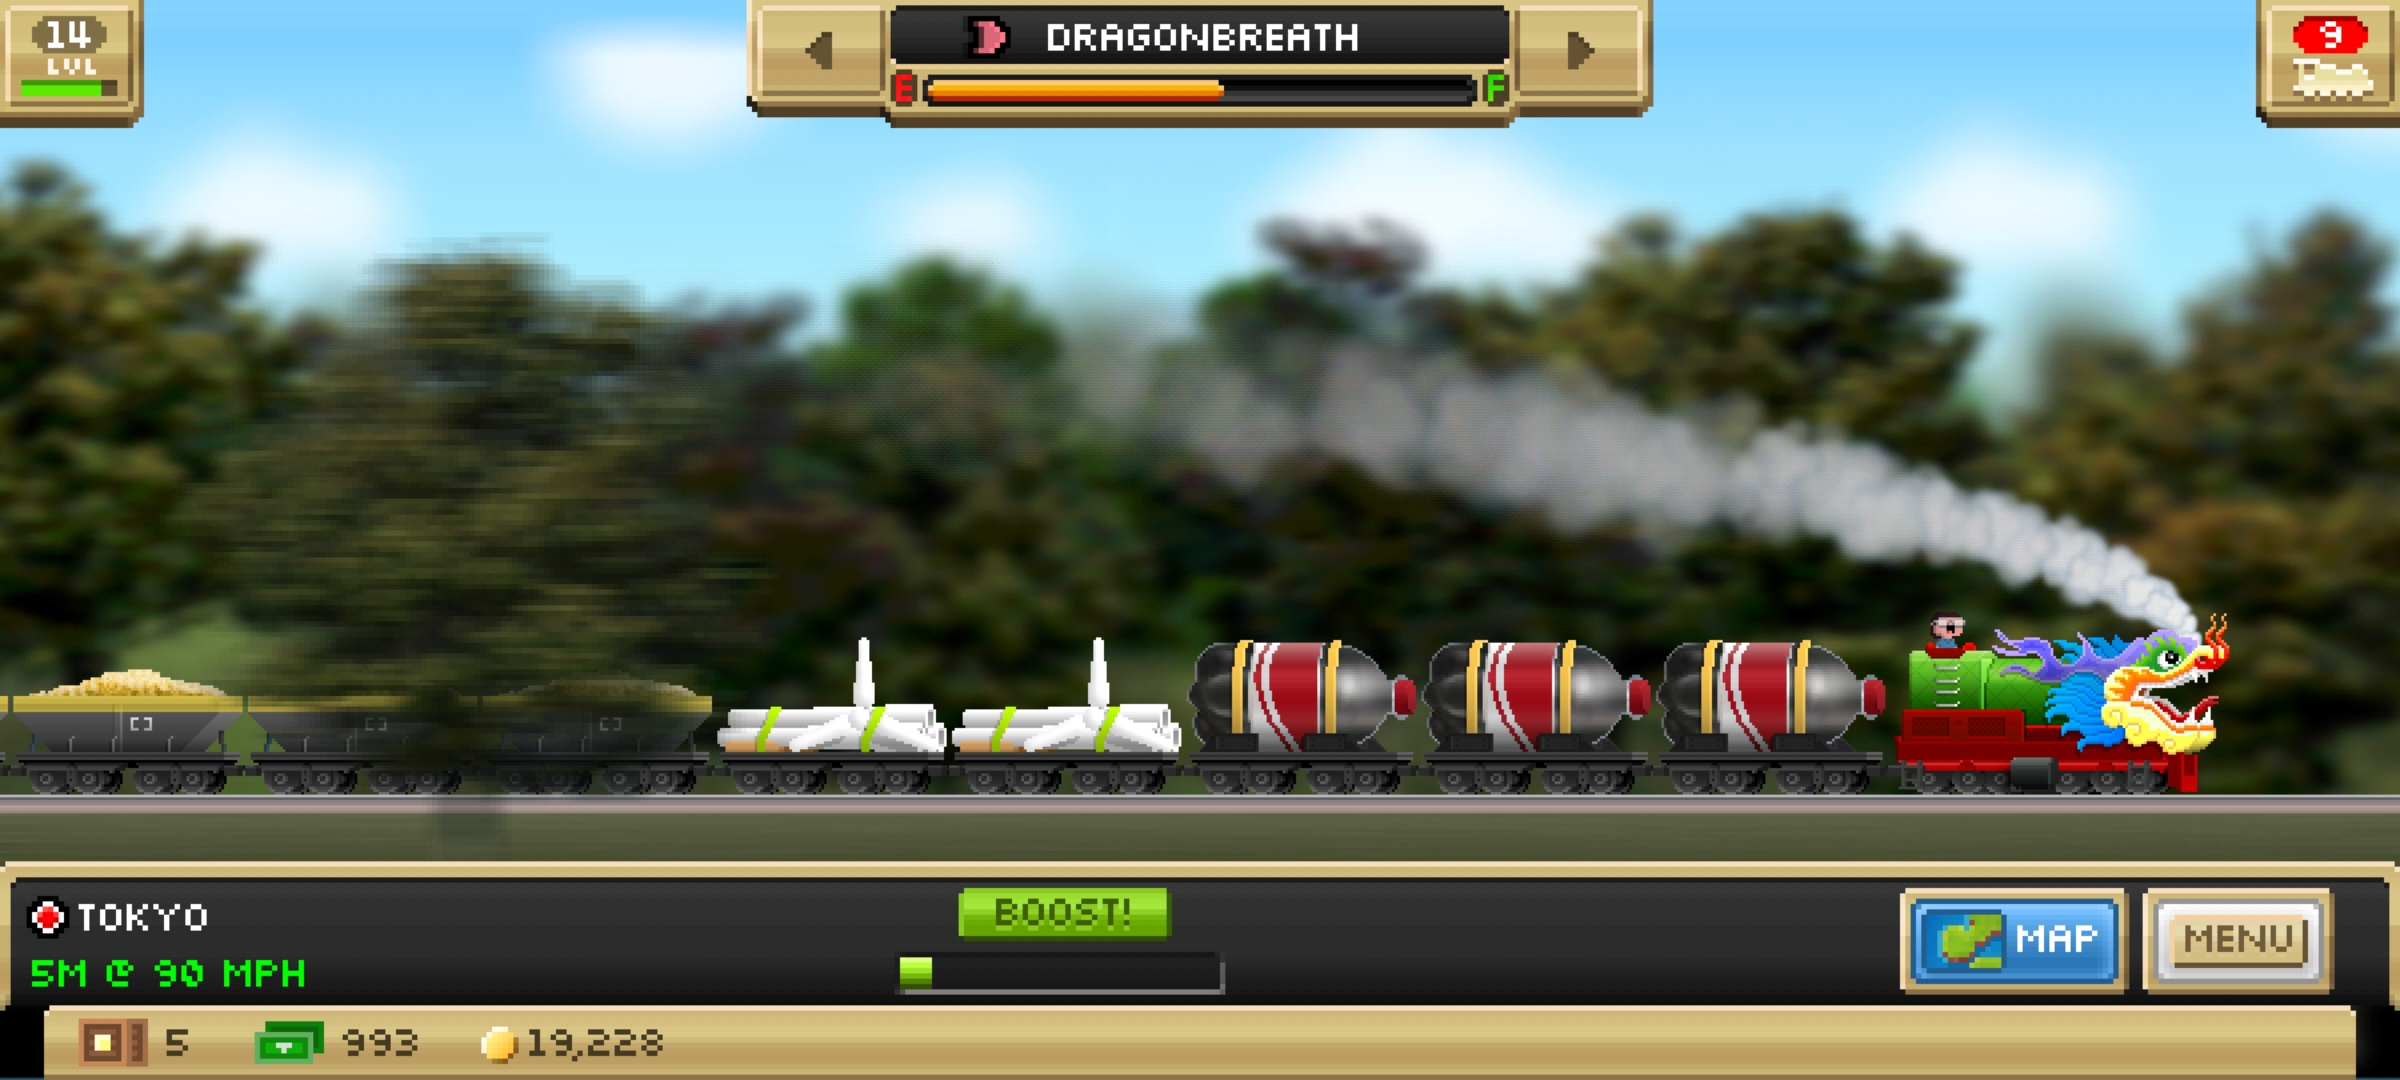 14
LVL
DRAGONBREATH
E F
9
TOKYO
5M @ 90 MPH
BOOST!
MAP
MENU
5
993
19,228